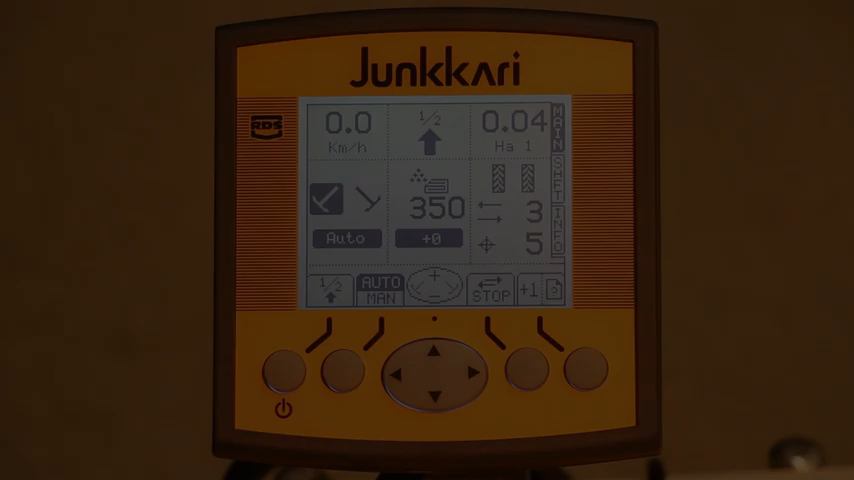 Junkkari
RDS
0.0
Km/h
1/2
0.04
Ha 1
MAIN
SHFT
INFO
350
3
Auto
+0
5
1/2
AUTO
MAN
+
−
STOP
+1